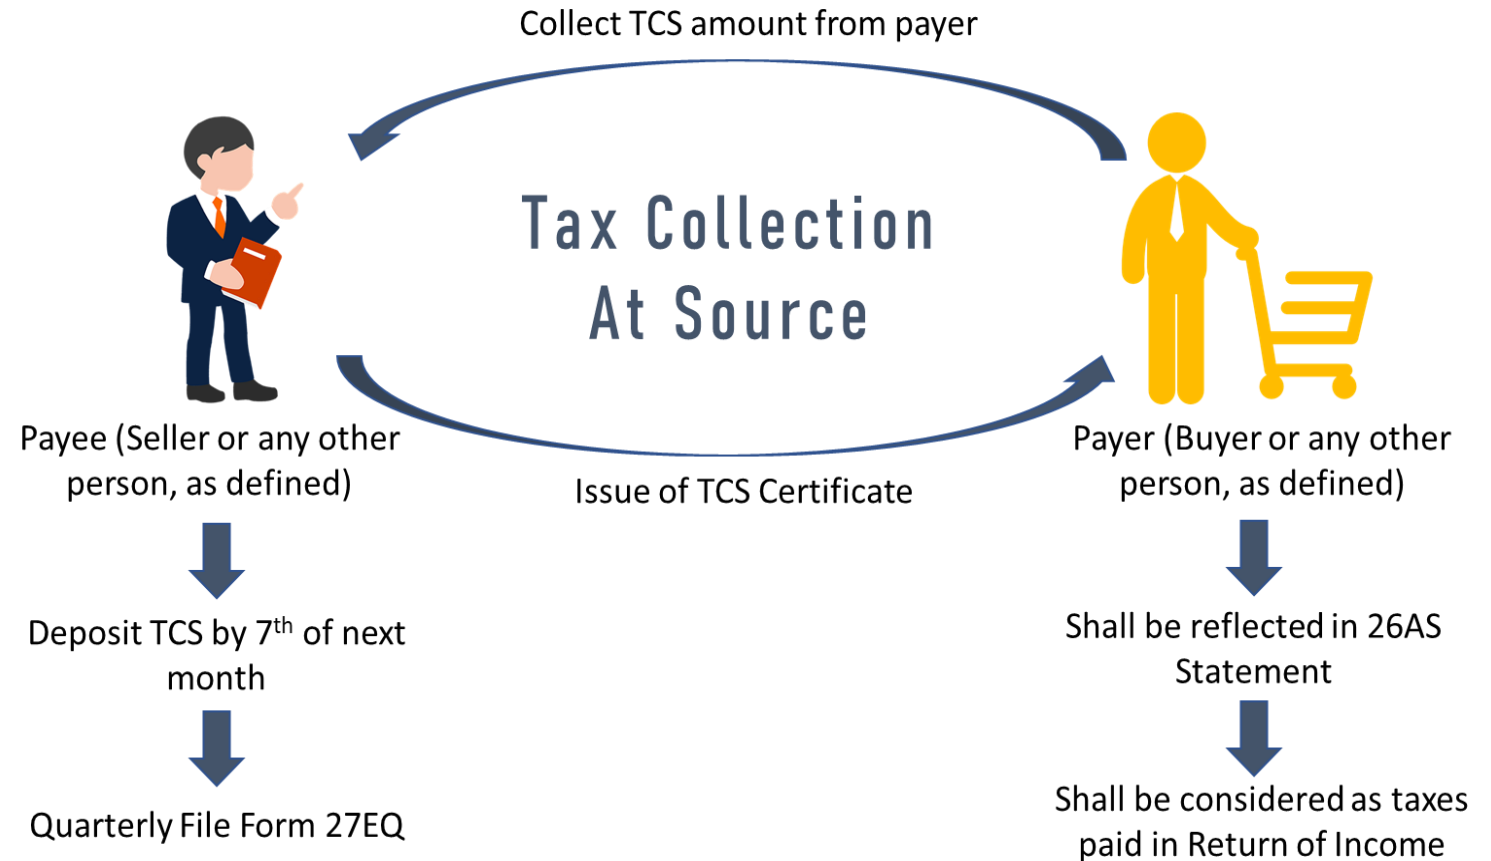 Collect TCS amount from payer
Tax Collection
At Source
Payee (Seller or any other
person, as defined)
Issue of TCS Certificate
Payer (Buyer or any other
person, as defined)
Deposit TCS by 7th of next
month
Shall be reflected in 26AS
Statement
Quarterly File Form 27EQ
Shall be considered as taxes
paid in Return of Income